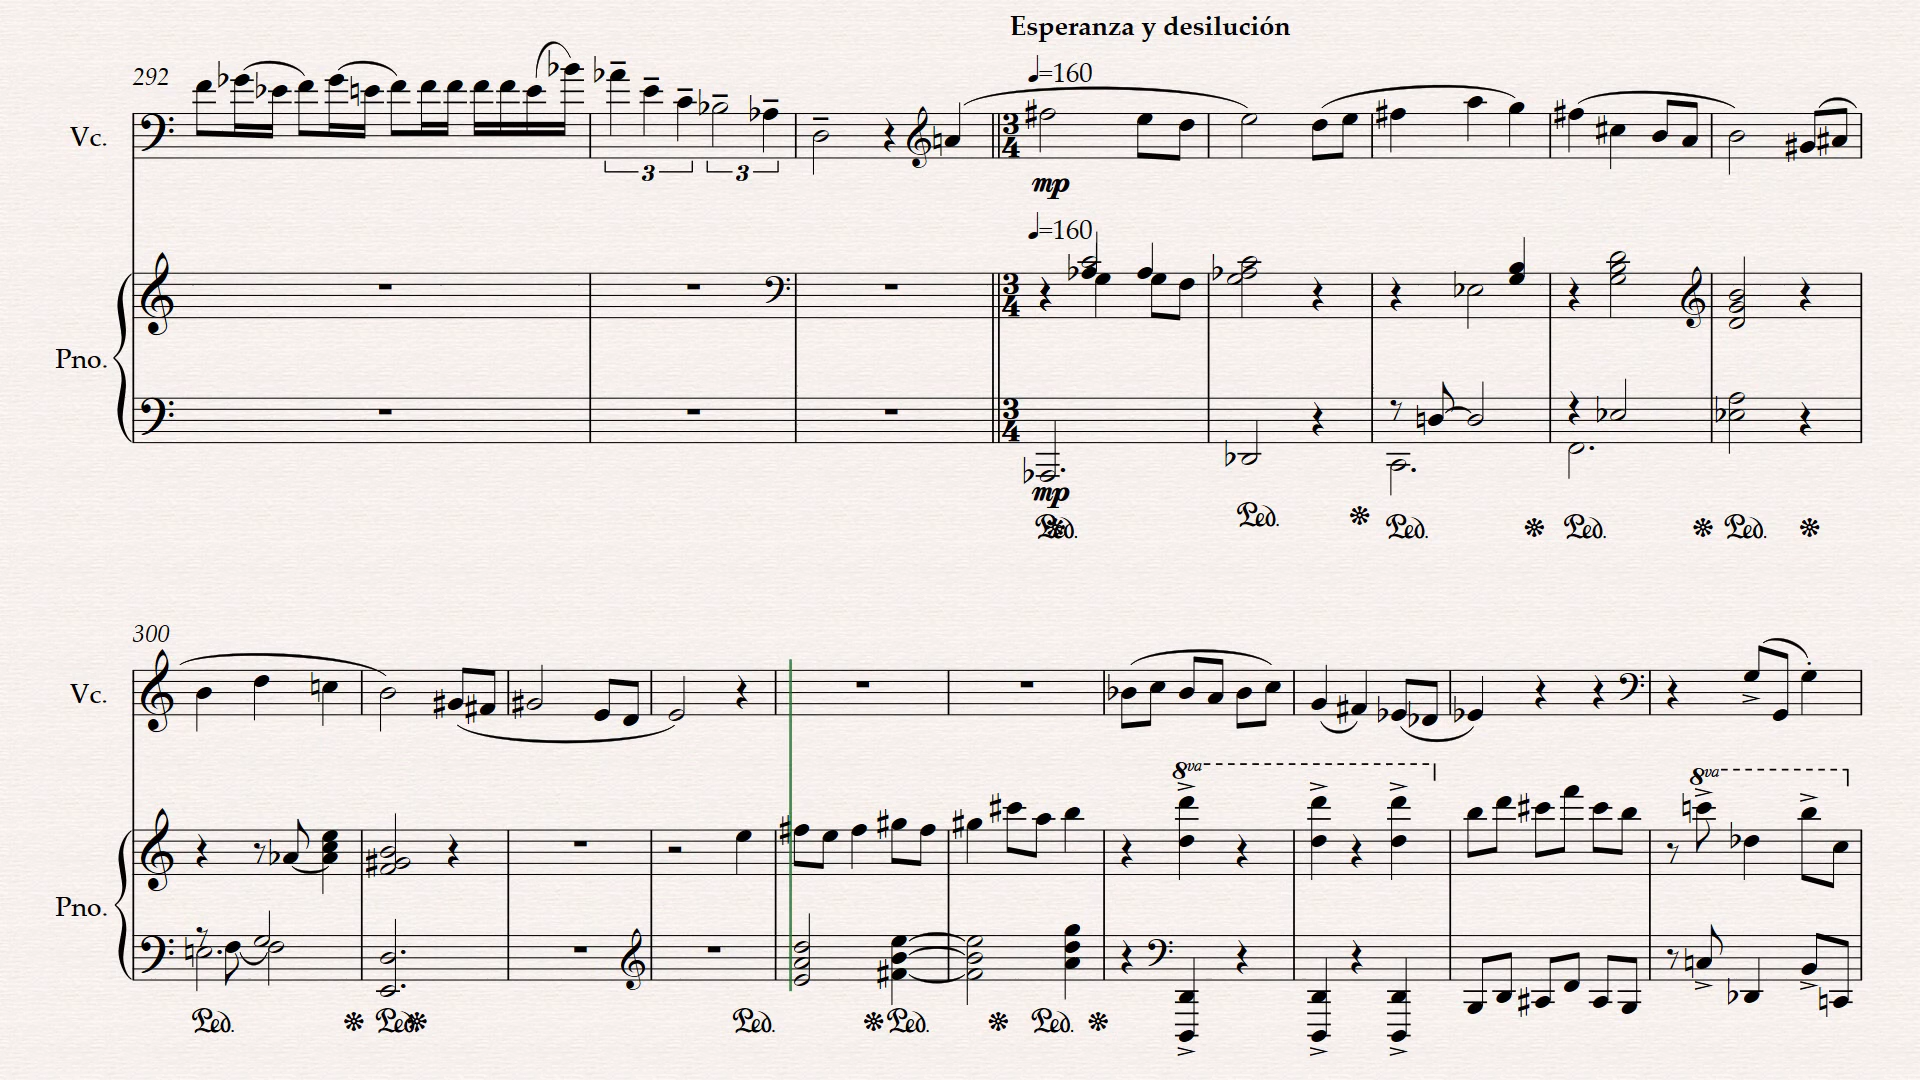 Esperanza y desilución
292
♩=160
Vc.
3
3
3
4
mp
♩=160
3
4
Pno.
3
4
mp
Ped.
Ped.
Ped.
Ped.
Ped.
300
Vc.
8va
8va
Pno.
Ped.
Ped.
Ped.
Ped.
Ped.